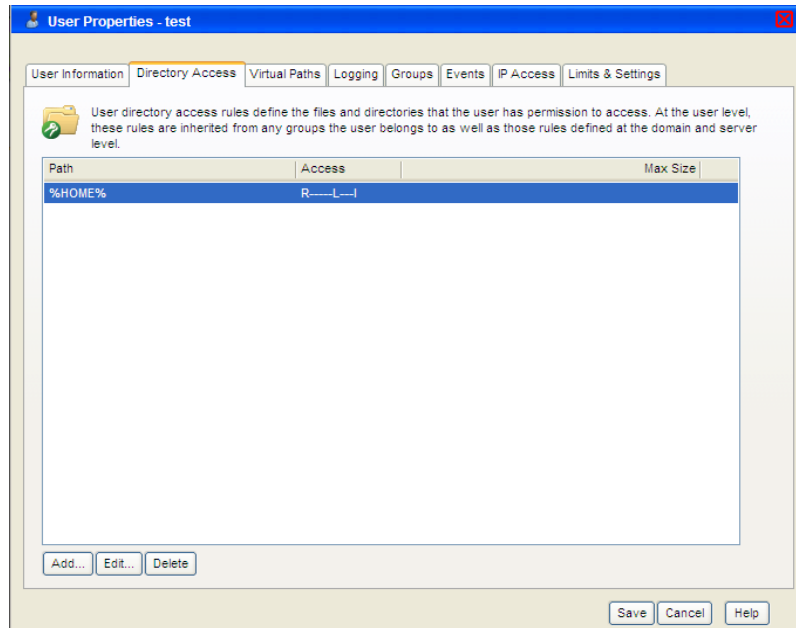 User Properties - test
User Information Directory Access Virtual Paths Logging Groups Events IP Access Limits & Settings
User directory access rules define the files and directories that the user has permission to access. At the user level,
these rules are inherited from any groups the user belongs to as well as those rules defined at the domain and server
level.
Path Access Max Size
%HOME% R-----L---I
Add... Edit... Delete
Save Cancel Help